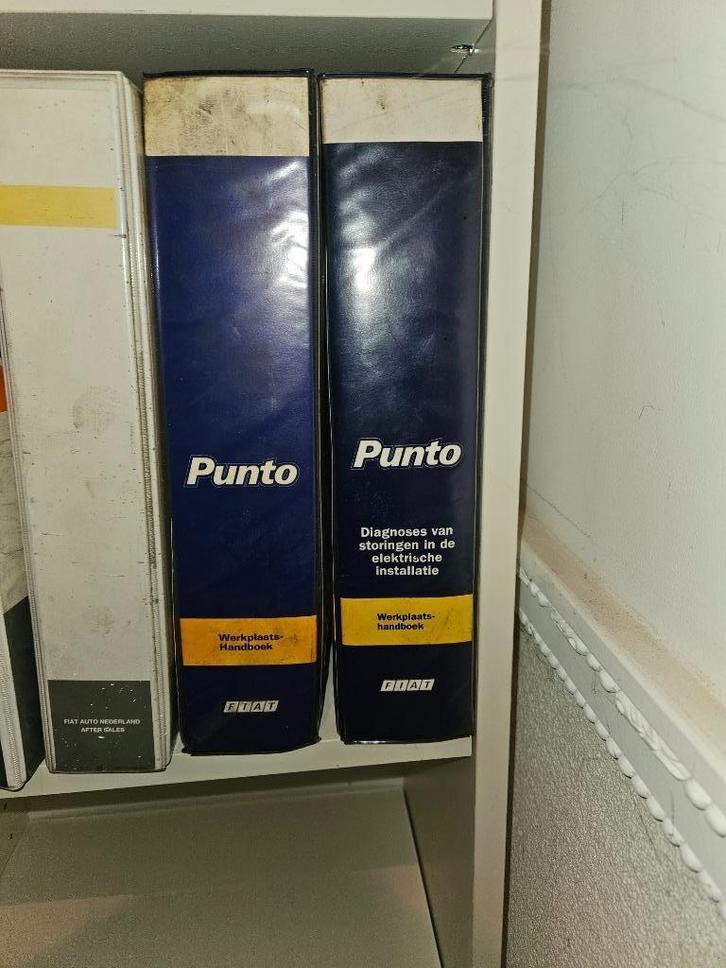 FIAT AUTO NEDERLAND
AFTER SALES
Punto
Werkplaats-
Handboek
FIAT
Punto
Diagnoses van
storingen in de
elektrische
installatie
Werkplaats-
handboek
FIAT